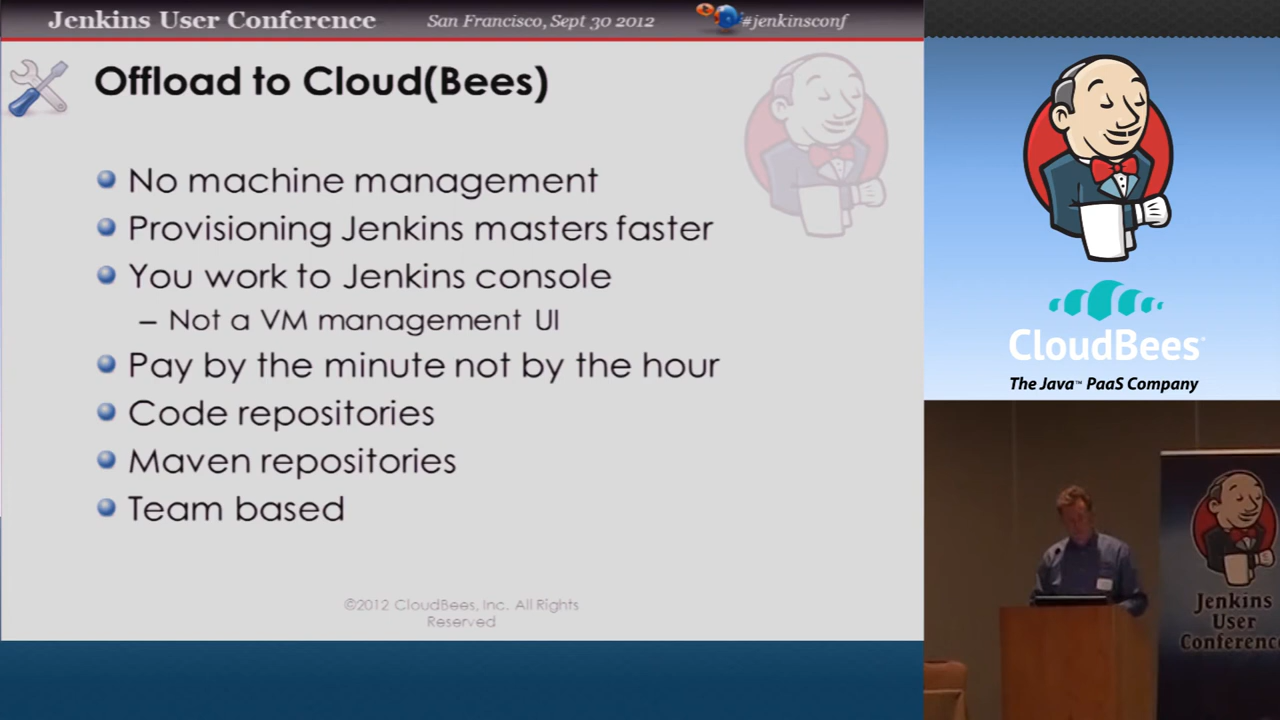 Jenkins User Conference San Francisco, Sept 30 2012 #jenkinsconf
Offload to Cloud(Bees)
No machine management
Provisioning Jenkins masters faster
You work to Jenkins console
– Not a VM management UI
Pay by the minute not by the hour
Code repositories
Maven repositories
Team based
©2012 CloudBees, Inc. All Rights
Reserved
CloudBees
The Java™ PaaS Company
Jenkins
User
Conference